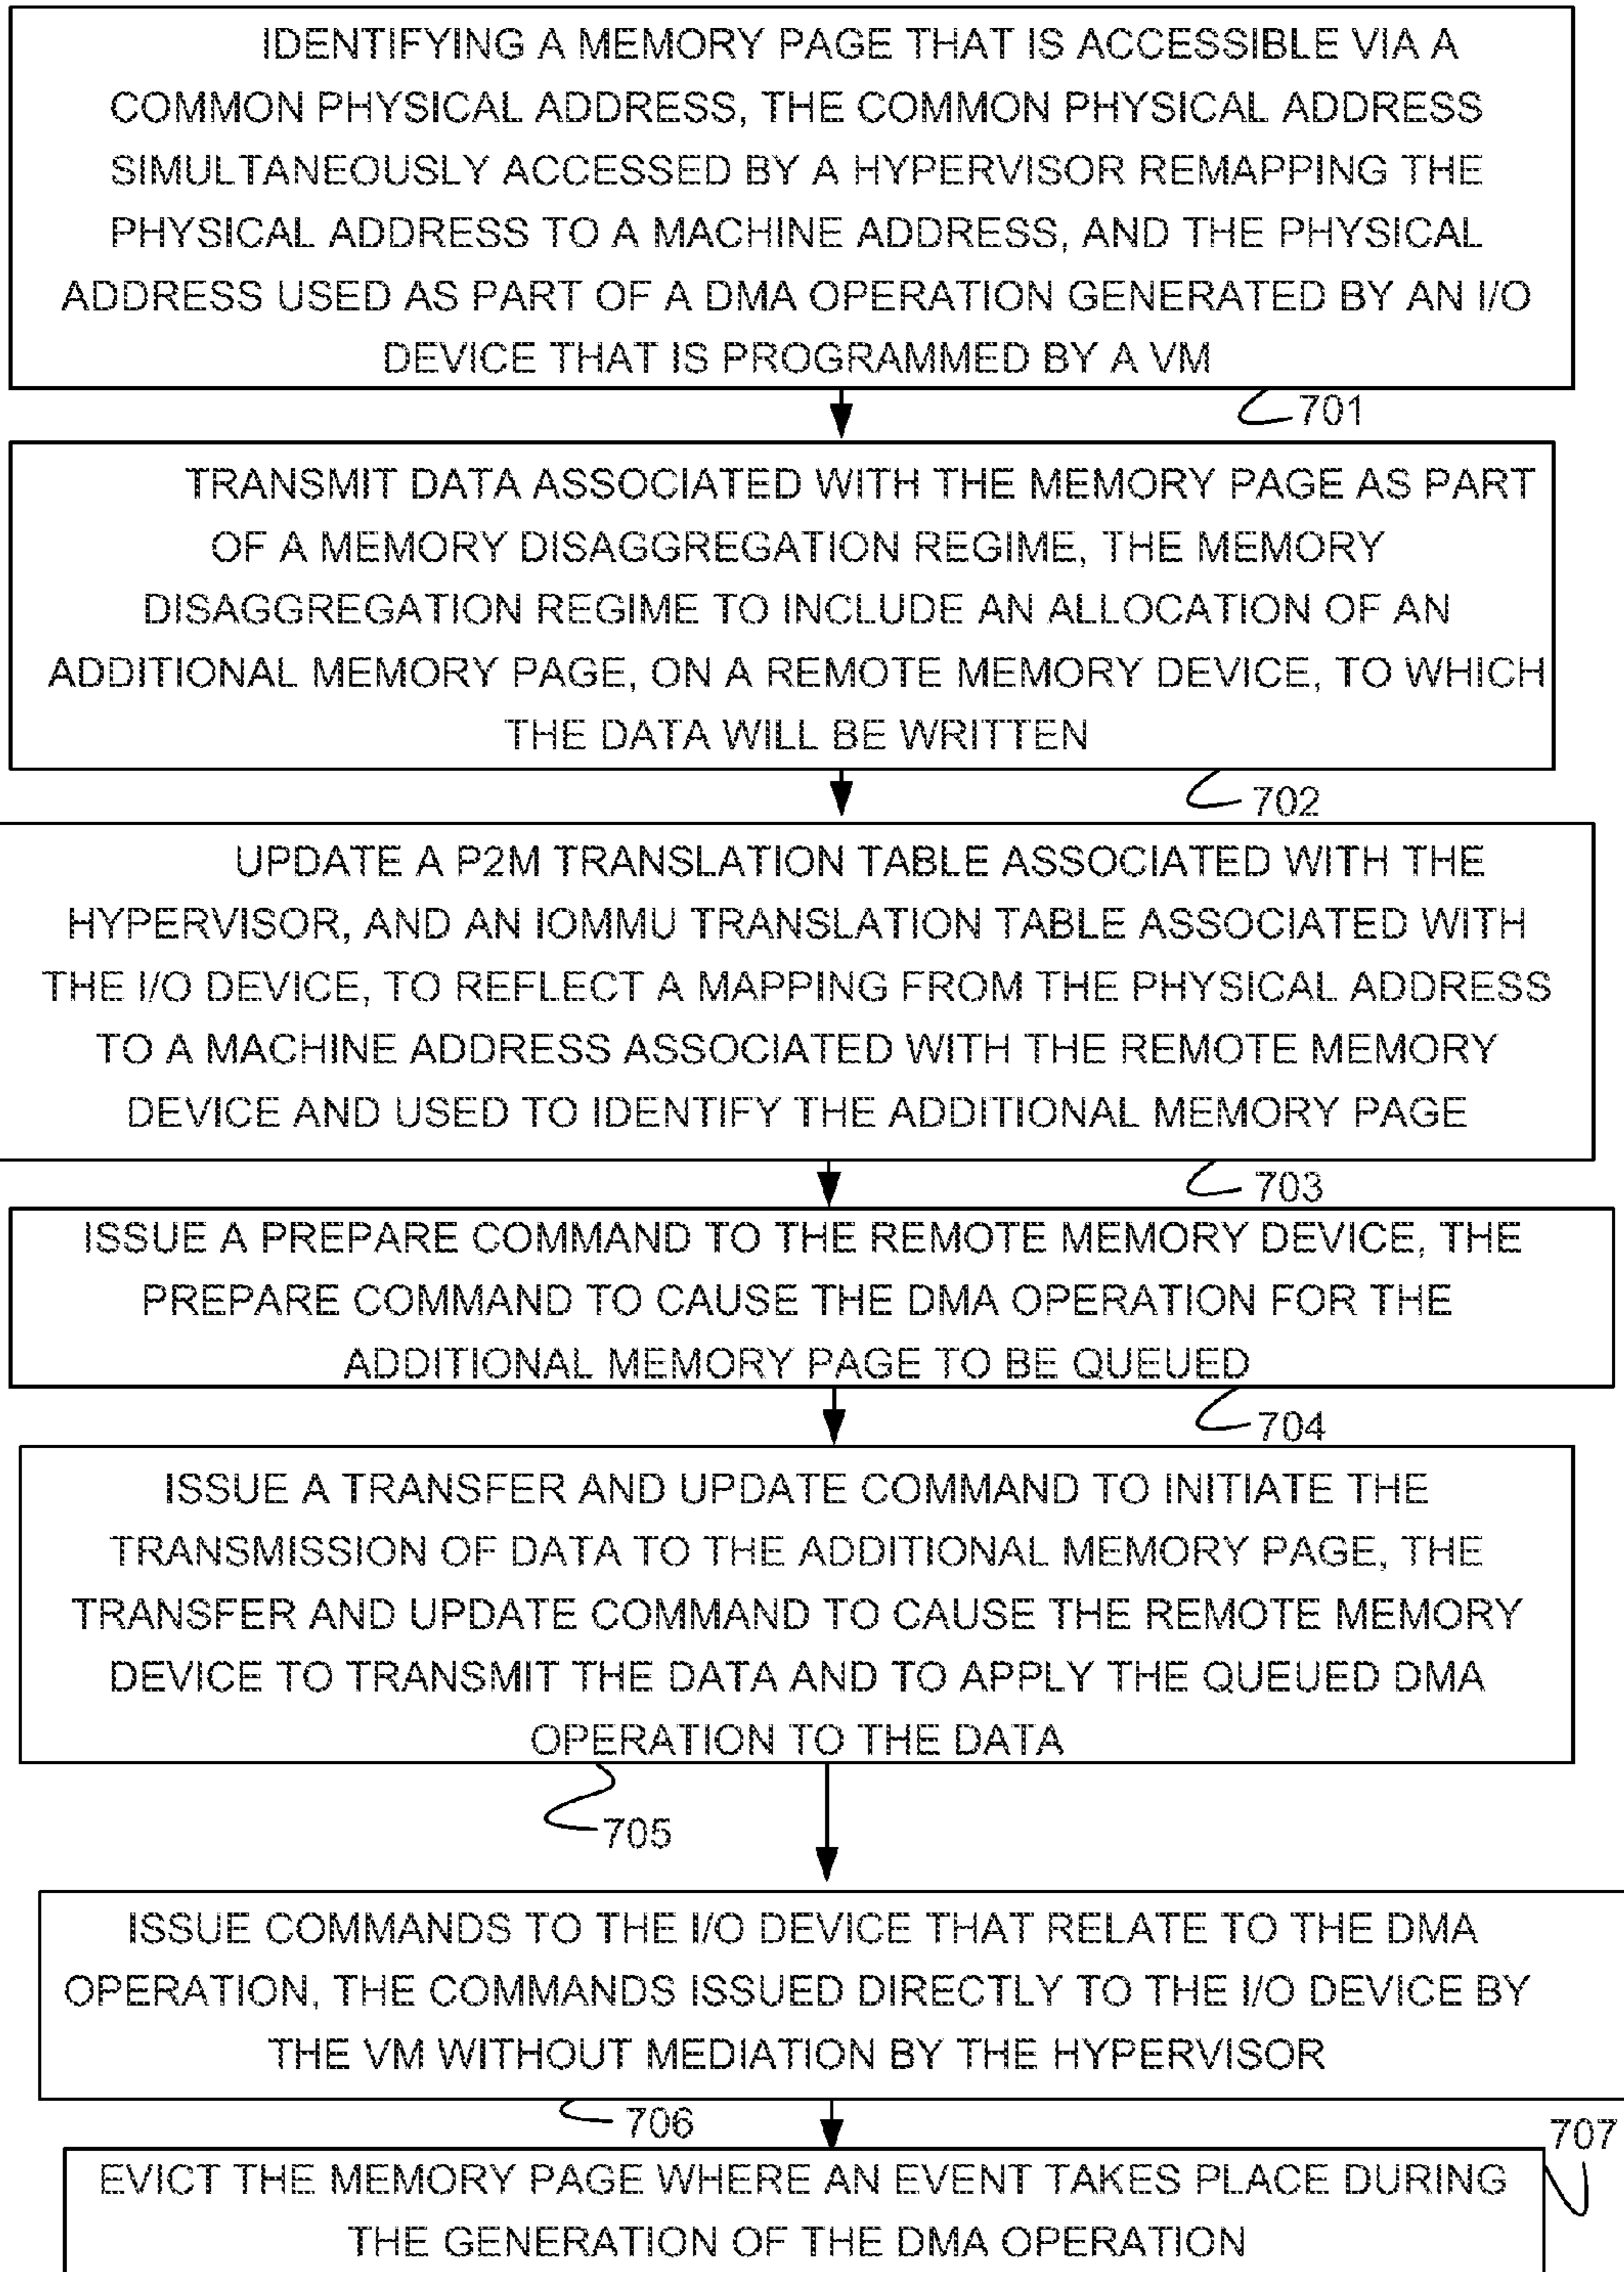 IDENTIFYING A MEMORY PAGE THAT IS ACCESSIBLE VIA A
COMMON PHYSICAL ADDRESS, THE COMMON PHYSICAL ADDRESS
SIMULTANEOUSLY ACCESSED BY A HYPERVISOR REMAPPING THE
PHYSICAL ADDRESS TO A MACHINE ADDRESS, AND THE PHYSICAL
ADDRESS USED AS PART OF A DMA OPERATION GENERATED BY AN I/O
DEVICE THAT IS PROGRAMMED BY A VM
701
TRANSMIT DATA ASSOCIATED WITH THE MEMORY PAGE AS PART
OF A MEMORY DISAGGREGATION REGIME, THE MEMORY
DISAGGREGATION REGIME TO INCLUDE AN ALLOCATION OF AN
ADDITIONAL MEMORY PAGE, ON A REMOTE MEMORY DEVICE, TO WHICH
THE DATA WILL BE WRITTEN
702
UPDATE A P2M TRANSLATION TABLE ASSOCIATED WITH THE
HYPERVISOR, AND AN IOMMU TRANSLATION TABLE ASSOCIATED WITH
THE I/O DEVICE, TO REFLECT A MAPPING FROM THE PHYSICAL ADDRESS
TO A MACHINE ADDRESS ASSOCIATED WITH THE REMOTE MEMORY
DEVICE AND USED TO IDENTIFY THE ADDITIONAL MEMORY PAGE
703
ISSUE A PREPARE COMMAND TO THE REMOTE MEMORY DEVICE, THE
PREPARE COMMAND TO CAUSE THE DMA OPERATION FOR THE
ADDITIONAL MEMORY PAGE TO BE QUEUED
704
ISSUE A TRANSFER AND UPDATE COMMAND TO INITIATE THE
TRANSMISSION OF DATA TO THE ADDITIONAL MEMORY PAGE, THE
TRANSFER AND UPDATE COMMAND TO CAUSE THE REMOTE MEMORY
DEVICE TO TRANSMIT THE DATA AND TO APPLY THE QUEUED DMA
OPERATION TO THE DATA
705
ISSUE COMMANDS TO THE I/O DEVICE THAT RELATE TO THE DMA
OPERATION, THE COMMANDS ISSUED DIRECTLY TO THE I/O DEVICE BY
THE VM WITHOUT MEDIATION BY THE HYPERVISOR
706
707
EVICT THE MEMORY PAGE WHERE AN EVENT TAKES PLACE DURING
THE GENERATION OF THE DMA OPERATION